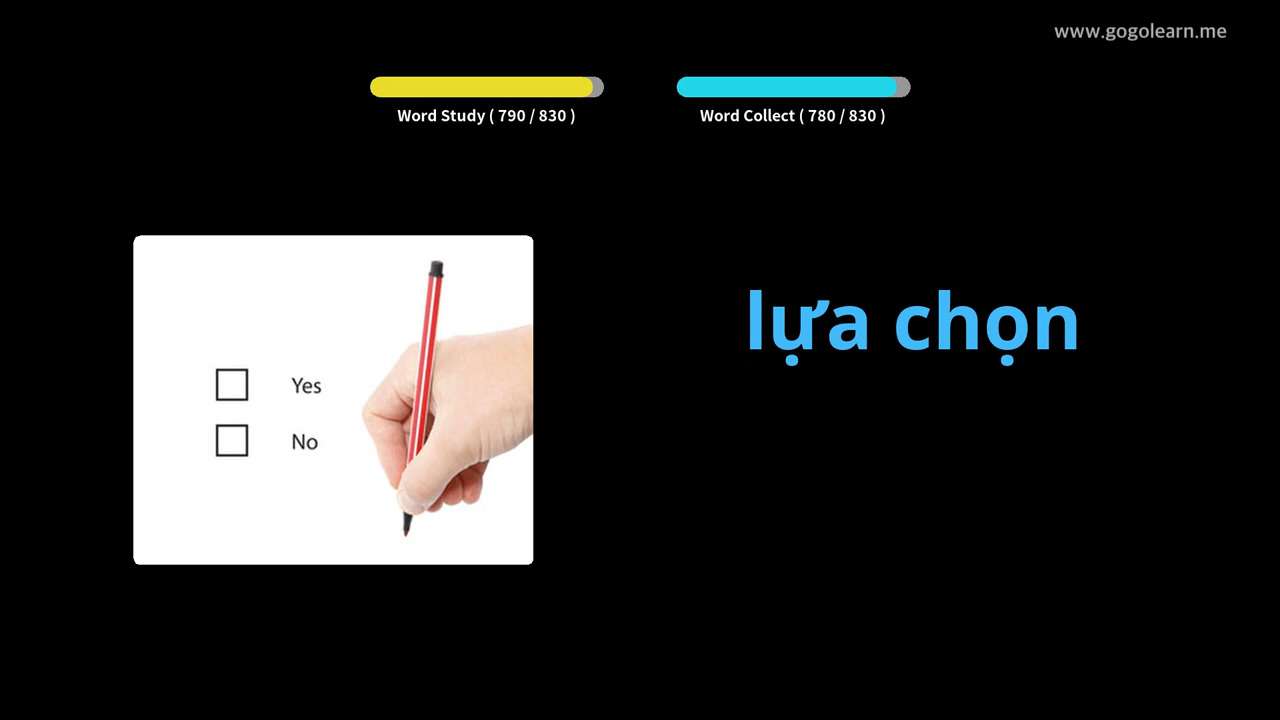 www.gogolearn.me
Word Study ( 790 / 830 )
Word Collect ( 780 / 830 )
lựa chọn
Yes
No